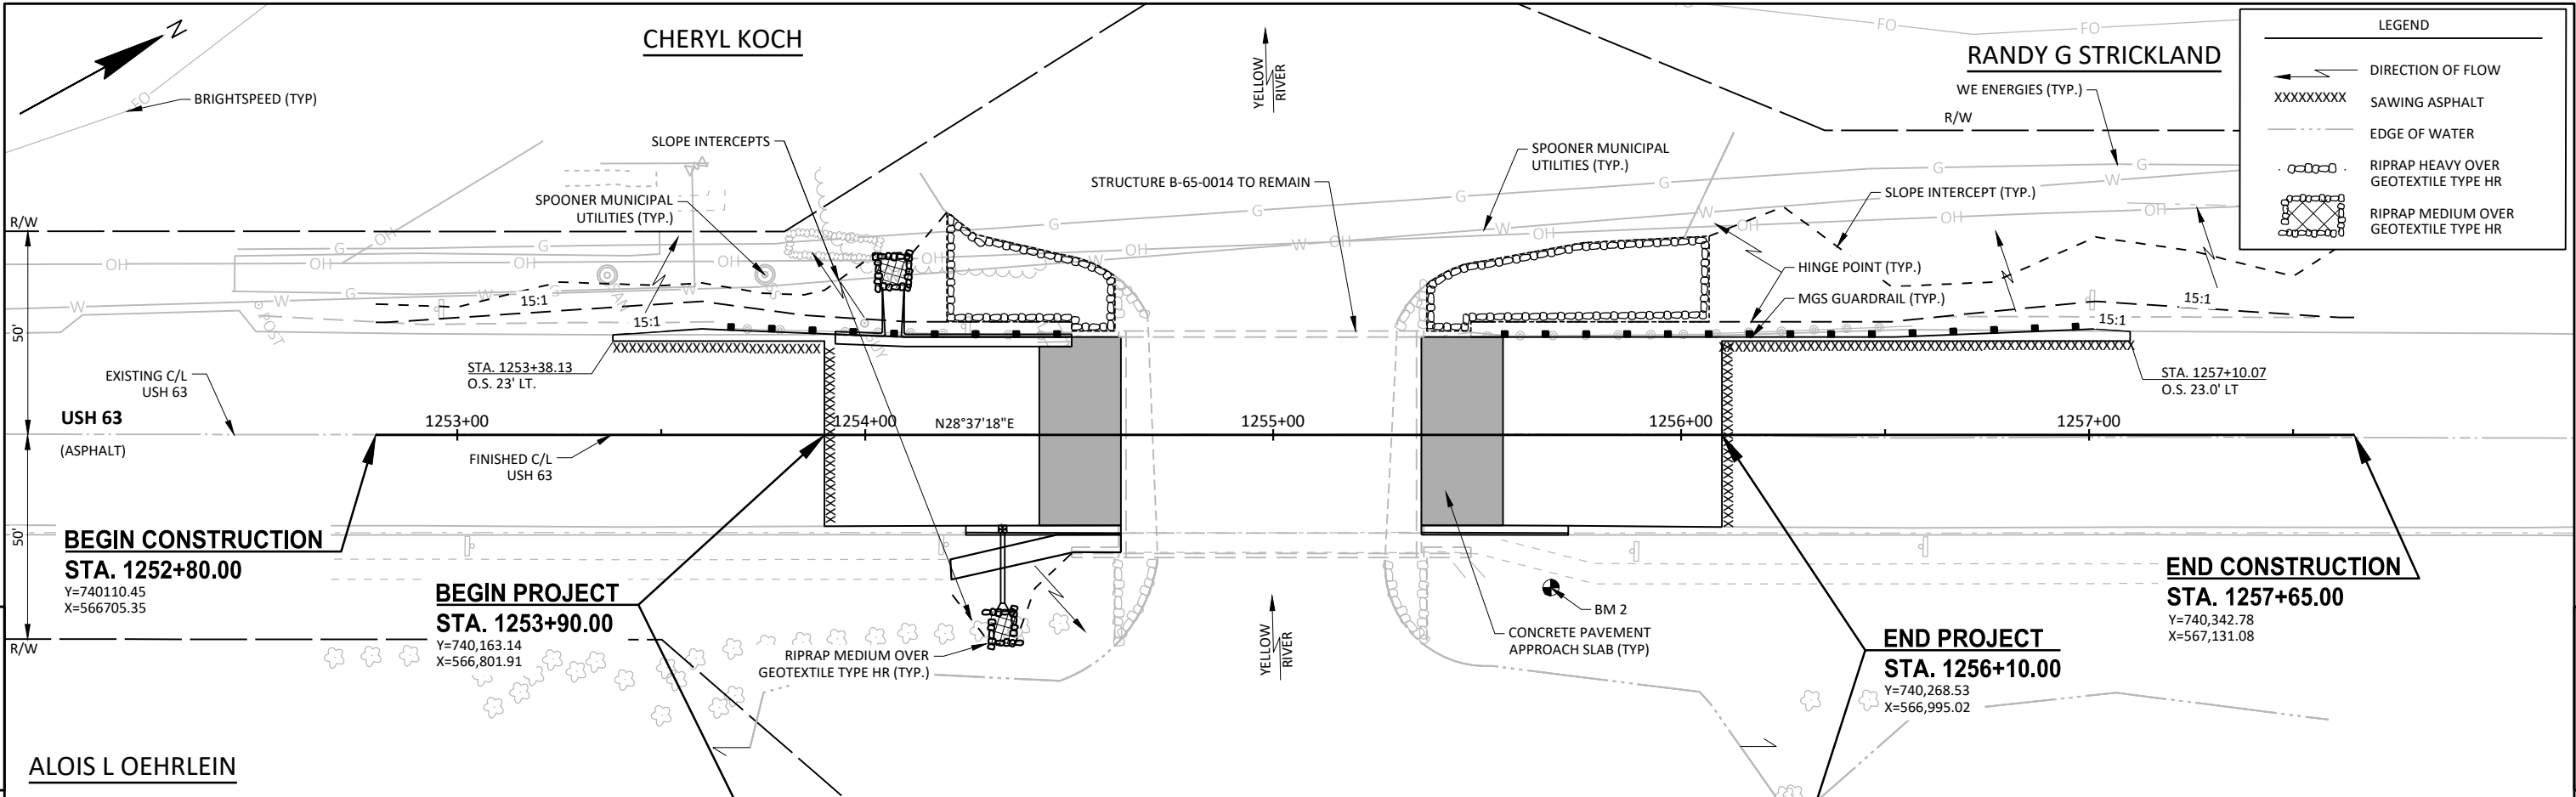 N
CHERYL KOCH
YELLOW
RIVER
FO
FO
FO
FO
RANDY G STRICKLAND
WE ENERGIES (TYP.)
R/W
BRIGHTSPEED (TYP)
LEGEND
DIRECTION OF FLOW
XXXXXXXXX SAWING ASPHALT
EDGE OF WATER
RIPRAP HEAVY OVER
GEOTEXTILE TYPE HR
RIPRAP MEDIUM OVER
GEOTEXTILE TYPE HR
SLOPE INTERCEPTS
SPOONER MUNICIPAL
UTILITIES (TYP.)
STRUCTURE B-65-0014 TO REMAIN
SPOONER MUNICIPAL
UTILITIES (TYP.)
SLOPE INTERCEPT (TYP.)
HINGE POINT (TYP.)
MGS GUARDRAIL (TYP.)
R/W
50'
15:1
15:1
15:1
15:1
STA. 1253+38.13
O.S. 23' LT.
STA. 1257+10.07
O.S. 23.0' LT
EXISTING C/L
USH 63
USH 63
(ASPHALT)
1253+00
1254+00
N28°37'18"E
1255+00
1256+00
1257+00
FINISHED C/L
USH 63
50'
R/W
BEGIN CONSTRUCTION
STA. 1252+80.00
Y=740110.45
X=566705.35
BEGIN PROJECT
STA. 1253+90.00
Y=740,163.14
X=566,801.91
RIPRAP MEDIUM OVER
GEOTEXTILE TYPE HR (TYP.)
YELLOW
RIVER
BM 2
CONCRETE PAVEMENT
APPROACH SLAB (TYP)
END PROJECT
STA. 1256+10.00
Y=740,268.53
X=566,995.02
END CONSTRUCTION
STA. 1257+65.00
Y=740,342.78
X=567,131.08
ALOIS L OEHRLEIN